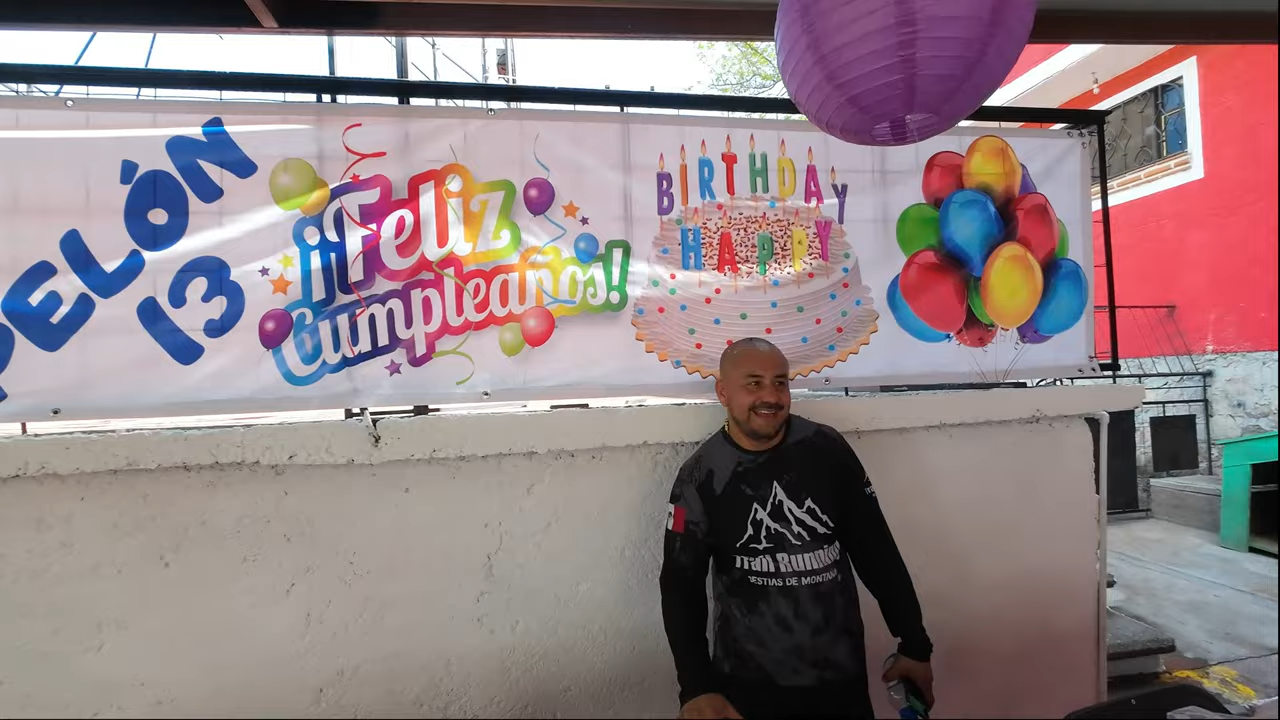 PELÓN
13
¡Feliz
Cumpleaños!
BIRTHDAY
HAPPY
Trail Running
BESTIAS DE MONTAÑA